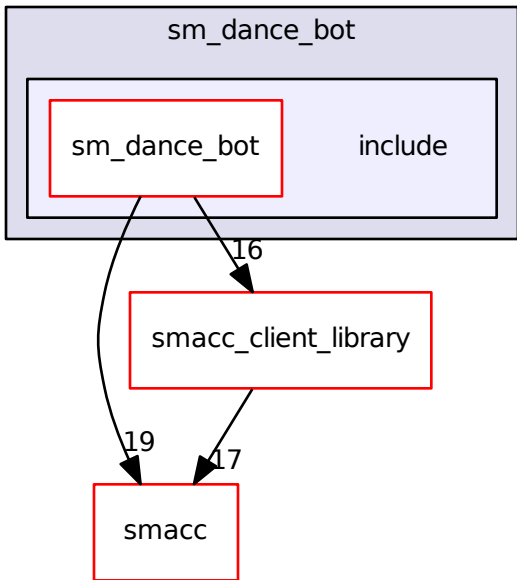 sm_dance_bot
sm_dance_bot
include
16
smacc_client_library
19
17
smacc